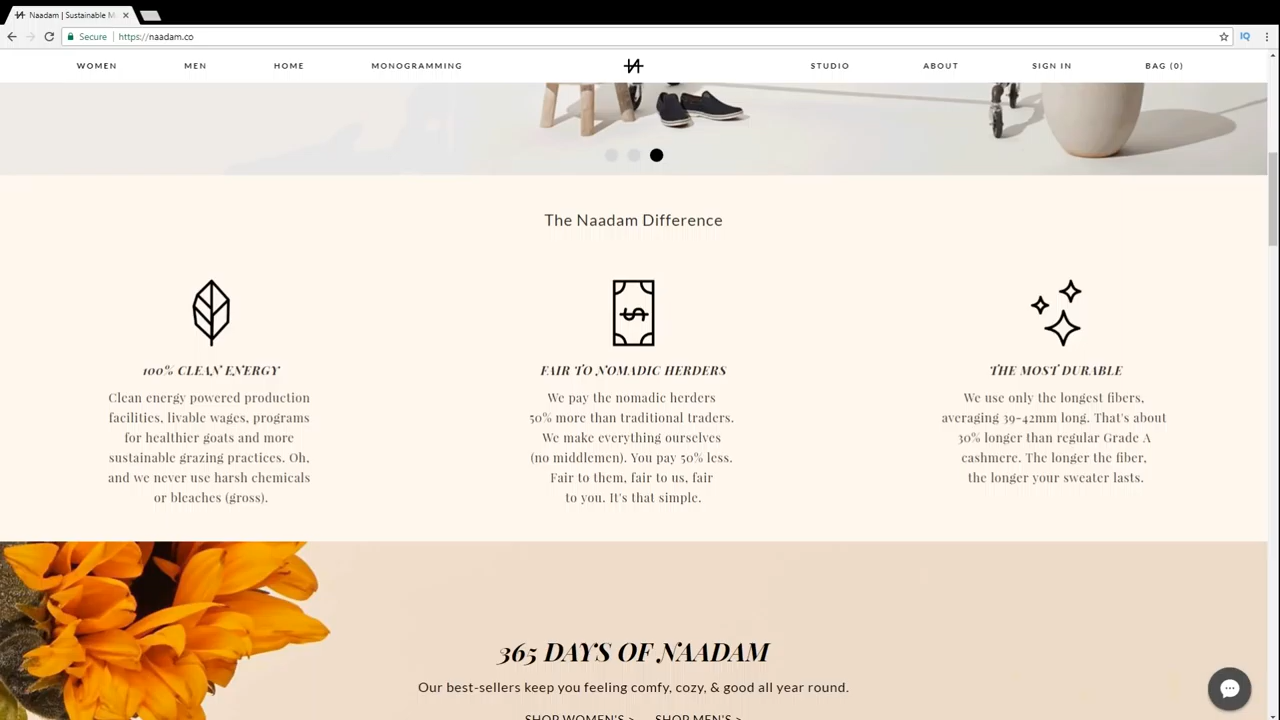 Naadam | Sustainable M
Secure
https://naadam.co
IQ
WOMEN
MEN
HOME
MONOGRAMMING
STUDIO
ABOUT
SIGN IN
BAG (0)
The Naadam Difference
100% CLEAN ENERGY
Clean energy powered production
facilities, livable wages, programs
for healthier goats and more
sustainable grazing practices. Oh,
and we never use harsh chemicals
or bleaches (gross).
$
FAIR TO NOMADIC HERDERS
We pay the nomadic herders
50% more than traditional traders.
We make everything ourselves
(no middlemen). You pay 50% less.
Fair to them, fair to us, fair
to you. It's that simple.
THE MOST DURABLE
We use only the longest fibers,
averaging 39-42mm long. That's about
30% longer than regular Grade A
cashmere. The longer the fiber,
the longer your sweater lasts.
365 DAYS OF NAADAM
Our best-sellers keep you feeling comfy, cozy, & good all year round.
SHOP WOMEN'S > SHOP MEN'S >